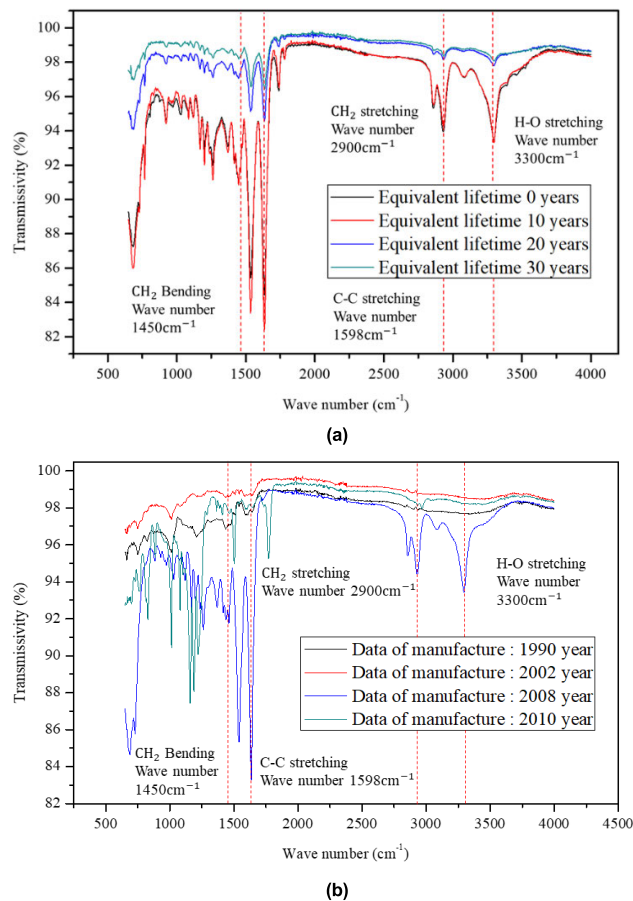 100
98
96
94
92
90
88
86
84
82
Transmissivity (%)
CH₂ stretching
Wave number
2900cm⁻¹
H-O stretching
Wave number
3300cm⁻¹
Equivalent lifetime 0 years
Equivalent lifetime 10 years
Equivalent lifetime 20 years
Equivalent lifetime 30 years
CH₂ Bending
Wave number
1450cm⁻¹
C-C stretching
Wave number
1598cm⁻¹
500 1000 1500 2000 2500 3000 3500 4000
Wave number (cm⁻¹)
(a)
100
98
96
94
92
90
88
86
84
82
Transmissivity (%)
CH₂ stretching
Wave number 2900cm⁻¹
H-O stretching
Wave number
3300cm⁻¹
Data of manufacture : 1990 year
Data of manufacture : 2002 year
Data of manufacture : 2008 year
Data of manufacture : 2010 year
CH₂ Bending
Wave number
1450cm⁻¹
C-C stretching
Wave number 1598cm⁻¹
500 1000 1500 2000 2500 3000 3500 4000 4500
Wave number (cm⁻¹)
(b)